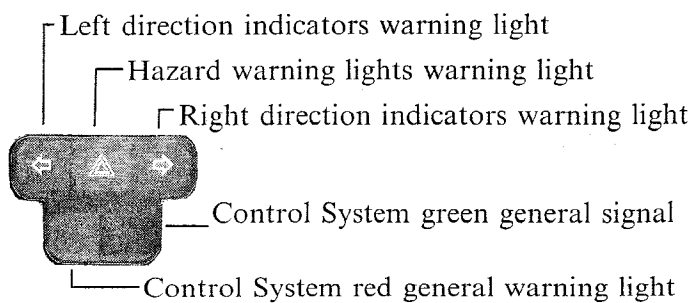 Left direction indicators warning light
Hazard warning lights warning light
Right direction indicators warning light
Control System green general signal
Control System red general warning light